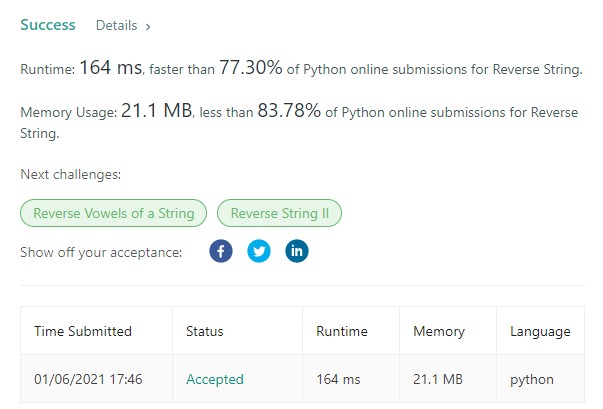 Success Details >
Runtime: 164 ms, faster than 77.30% of Python online submissions for Reverse String.
Memory Usage: 21.1 MB, less than 83.78% of Python online submissions for Reverse
String.
Next challenges:
Reverse Vowels of a String Reverse String II
Show off your acceptance: f in
Time Submitted Status Runtime Memory Language
01/06/2021 17:46 Accepted 164 ms 21.1 MB python